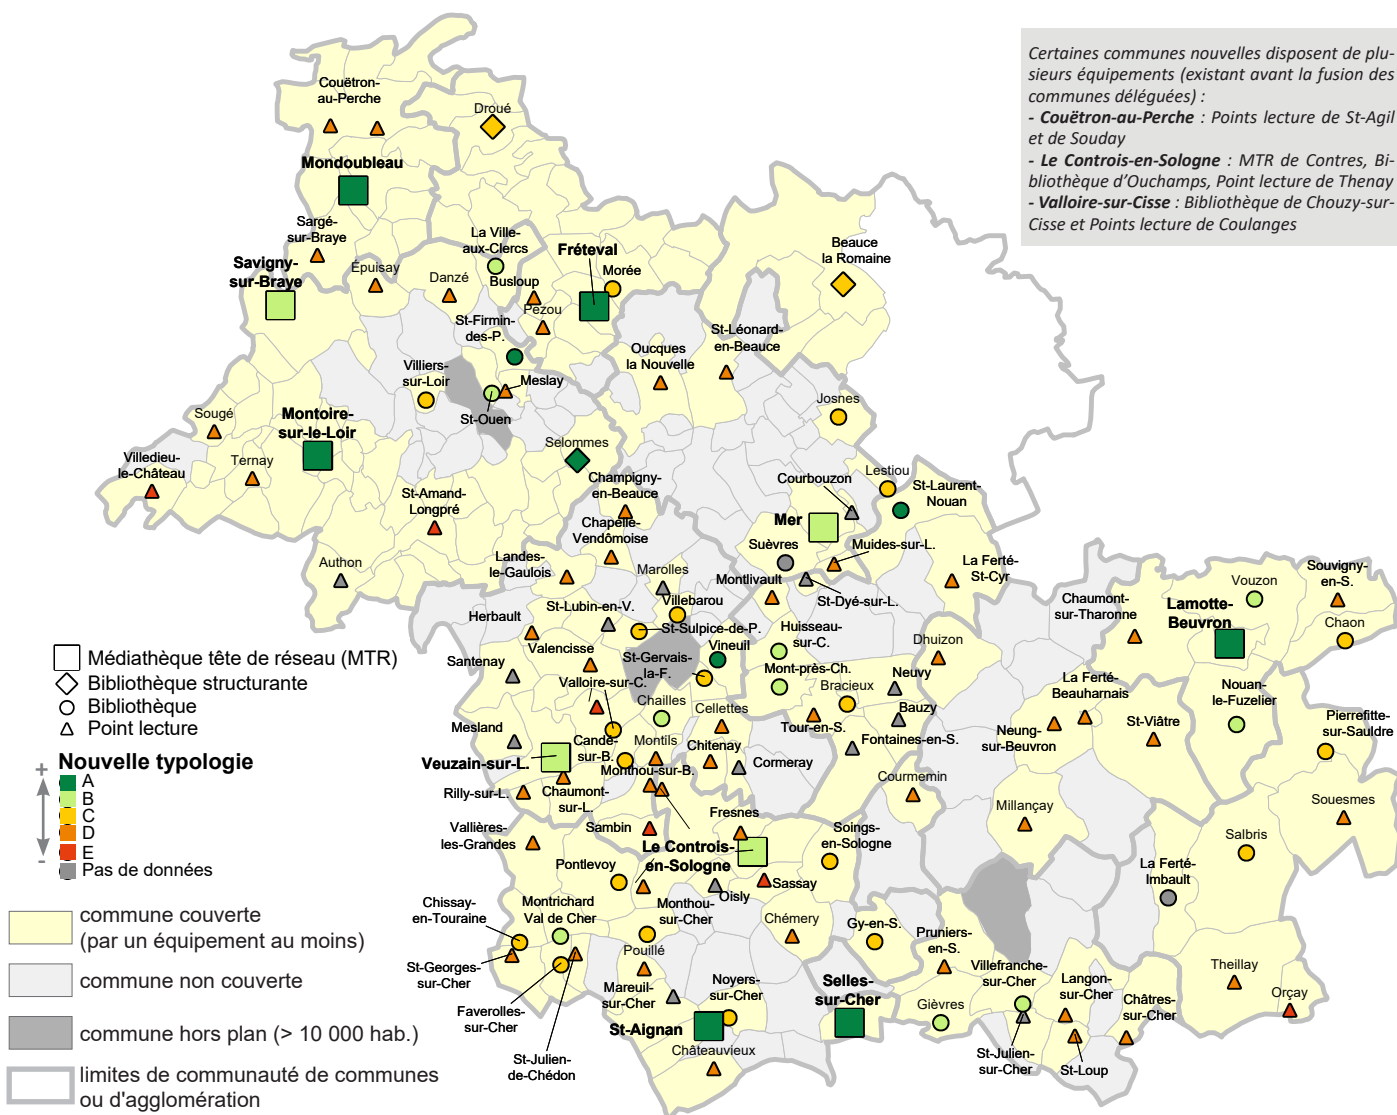 Certaines communes nouvelles disposent de plu-
sieurs équipements (existant avant la fusion des
communes déléguées) :
- Couëtron-au-Perche : Points lecture de St-Agil
et de Souday
- Le Controis-en-Sologne : MTR de Contres, Bi-
bliothèque d'Ouchamps, Point lecture de Thenay
- Valloire-sur-Cisse : Bibliothèque de Chouzy-sur-
Cisse et Points lecture de Coulanges
Couëtron-
au-Perche
Droué
Mondoubleau
Sargé-
sur-Braye
La Ville-
aux-Clercs
Fréteval
Beauce
la Romaine
Savigny-
sur-Braye
Épuisay
Danzé
Busloup
Morée
Pezou
St-Firmin-
des-P.
St-Léonard-
en-Beauce
Oucques
la Nouvelle
Villiers-
sur-Loir
Meslay
St-Ouen
Josnes
Sougé
Montoire-
sur-le-Loir
Selommes
Villedieu-
le-Château
Ternay
St-Amand-
Longpré
Champigny-
en-Beauce
Courbouzon
Lestiou
St-Laurent-
Nouan
Mer
Chapelle-
Vendômoise
Suèvres
Muides-sur-L.
La Ferté-
St-Cyr
Authon
Landes-
le-Gaulois
Marolles
Montlivault
St-Dyé-sur-L.
Chaumont-
sur-Tharonne
Vouzon
Souvigny-
en-S.
Lamotte-
Beuvron
Chaon
Herbault
St-Lubin-en-V.
Villebarou
St-Sulpice-de-P.
Huisseau-
sur-C.
Dhuizon
Valencisse
St-Gervais-
la-F.
Vineuil
Santenay
Mont-près-Ch.
Neuvy
Valloire-sur-C.
Chailles
Bracieux
Bauzy
La Ferté-
Beauharnais
Nouan-
le-Fuzelier
Cellettes
Tour-en-S.
Fontaines-en-S.
Neung-
sur-Beuvron
St-Viâtre
Pierrefitte-
sur-Sauldre
Mesland
Candé-
sur-B.
Montils
Chitenay
Cormeray
Veuzain-sur-L.
Monthou-sur-B.
Courmemin
Rilly-sur-L.
Chaumont-
sur-L.
Millançay
Souesmes
Vallières-
les-Grandes
Sambin
Fresnes
Le Controis-
en-Sologne
Soings-
en-Sologne
Salbris
Pontlevoy
Oisly
Sassay
La Ferté-
Imbault
Chissay-
en-Touraine
Montrichard
Val de Cher
Monthou-
sur-Cher
Chémery
Gy-en-S.
Pruniers-
en-S.
St-Georges-
sur-Cher
Pouillé
Villefranche-
sur-Cher
Langon-
sur-Cher
Theillay
Faverolles-
sur-Cher
Mareuil-
sur-Cher
Noyers-
sur-Cher
Selles-
sur-Cher
Châtres-
sur-Cher
Orçay
St-Aignan
Gièvres
St-Julien-
de-Chédon
Châteauvieux
St-Julien-
sur-Cher
St-Loup
Médiathèque tête de réseau (MTR)
Bibliothèque structurante
Bibliothèque
Point lecture
Nouvelle typologie
+
A
B
C
D
E
-
Pas de données
commune couverte
(par un équipement au moins)
commune non couverte
commune hors plan (> 10 000 hab.)
limites de communauté de communes
ou d'agglomération